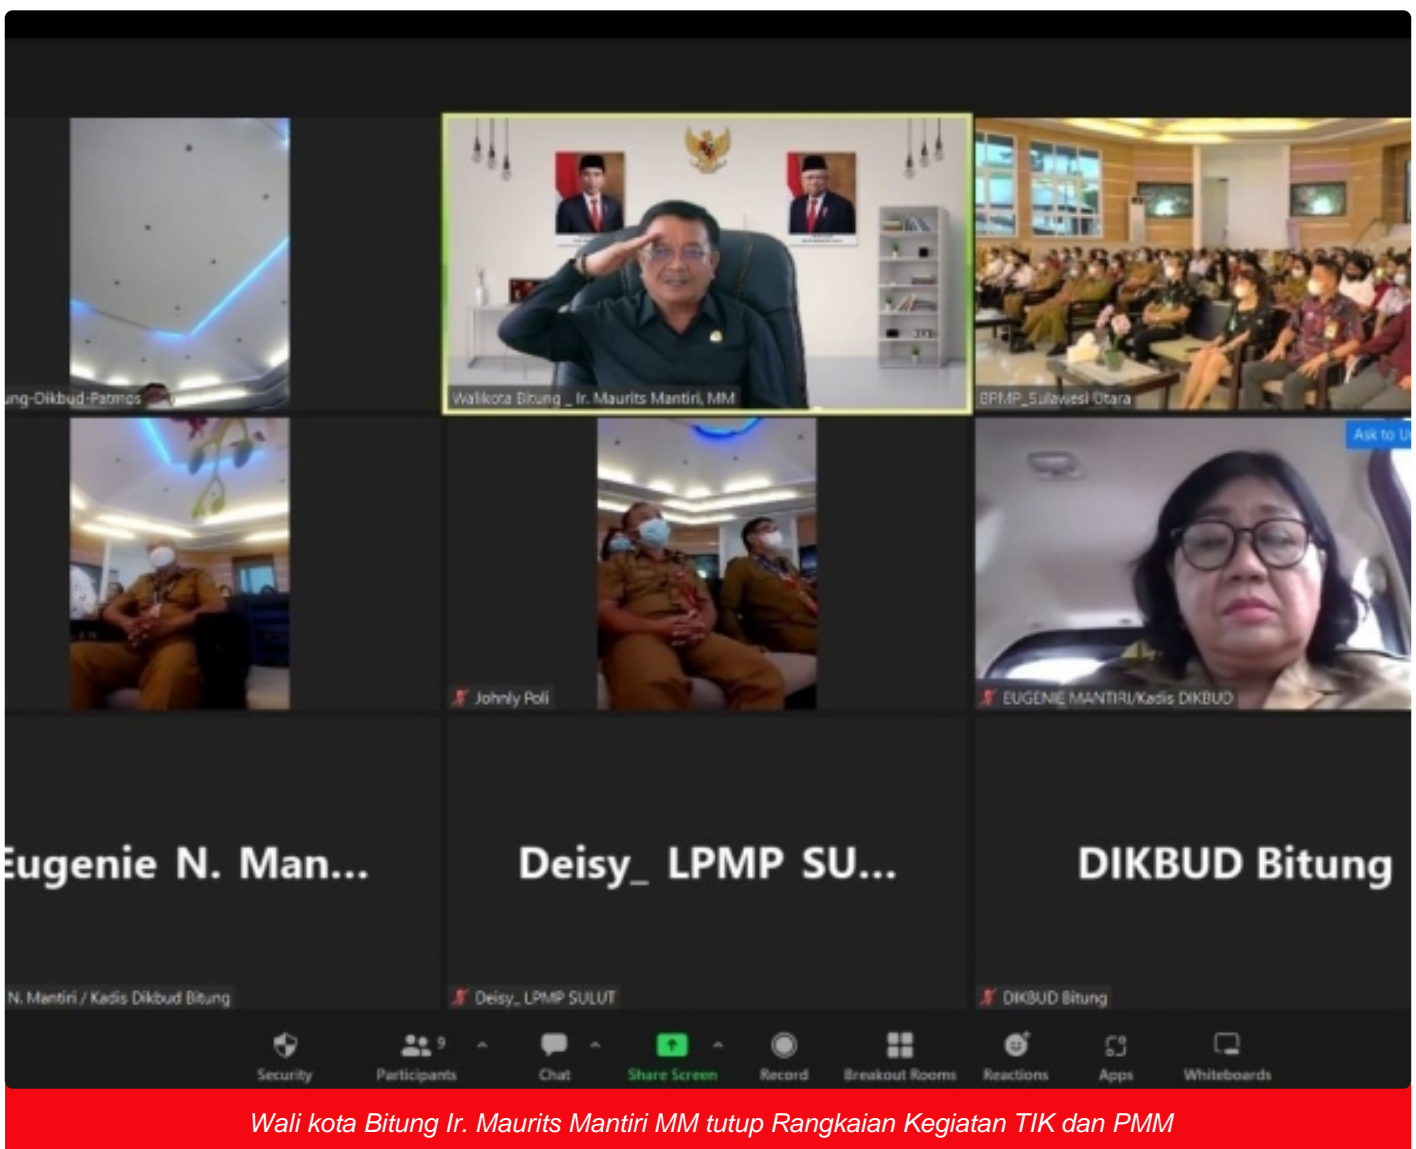 ung-Dikbud-Patmos
Walikota Bitung _ Ir. Maurits Mantiri, MM
BPMP_Sulawesi Utara
Ask to U
Johnly Poli
EUGENIE MANTIRI/Kadis DIKBUD
Eugenie N. Man...
Deisy_ LPMP SU...
DIKBUD Bitung
N. Mantiri / Kadis Dikbud Bitung
Deisy_ LPMP SULUT
DIKBUD Bitung
Security
Participants 9
Chat
Share Screen
Record
Breakout Rooms
Reactions
Apps
Whiteboards
Wali kota Bitung Ir. Maurits Mantiri MM tutup Rangkaian Kegiatan TIK dan PMM